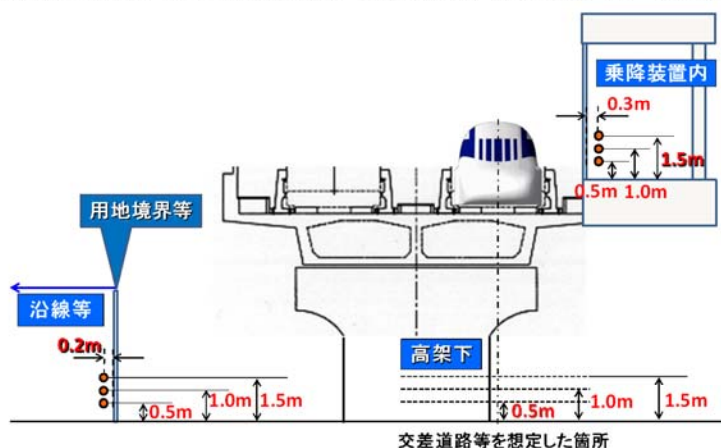 乗降装置内
0.3m
1.5m
0.5m 1.0m
用地境界等
沿線等
0.2m
0.5m
1.0m
1.5m
高架下
0.5m
1.0m
1.5m
交差道路等を想定した箇所